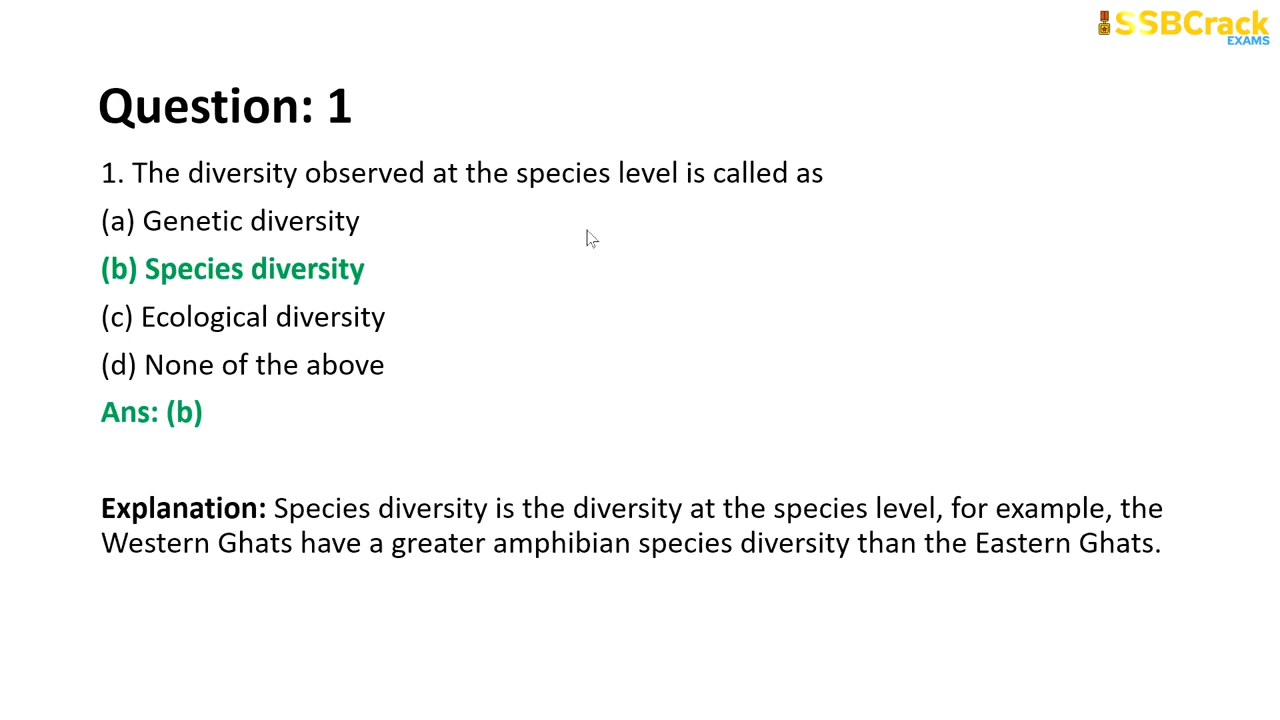 SSBCrack
EXAMS
Question: 1
1. The diversity observed at the species level is called as
(a) Genetic diversity
(b) Species diversity
(c) Ecological diversity
(d) None of the above
Ans: (b)
Explanation: Species diversity is the diversity at the species level, for example, the
Western Ghats have a greater amphibian species diversity than the Eastern Ghats.